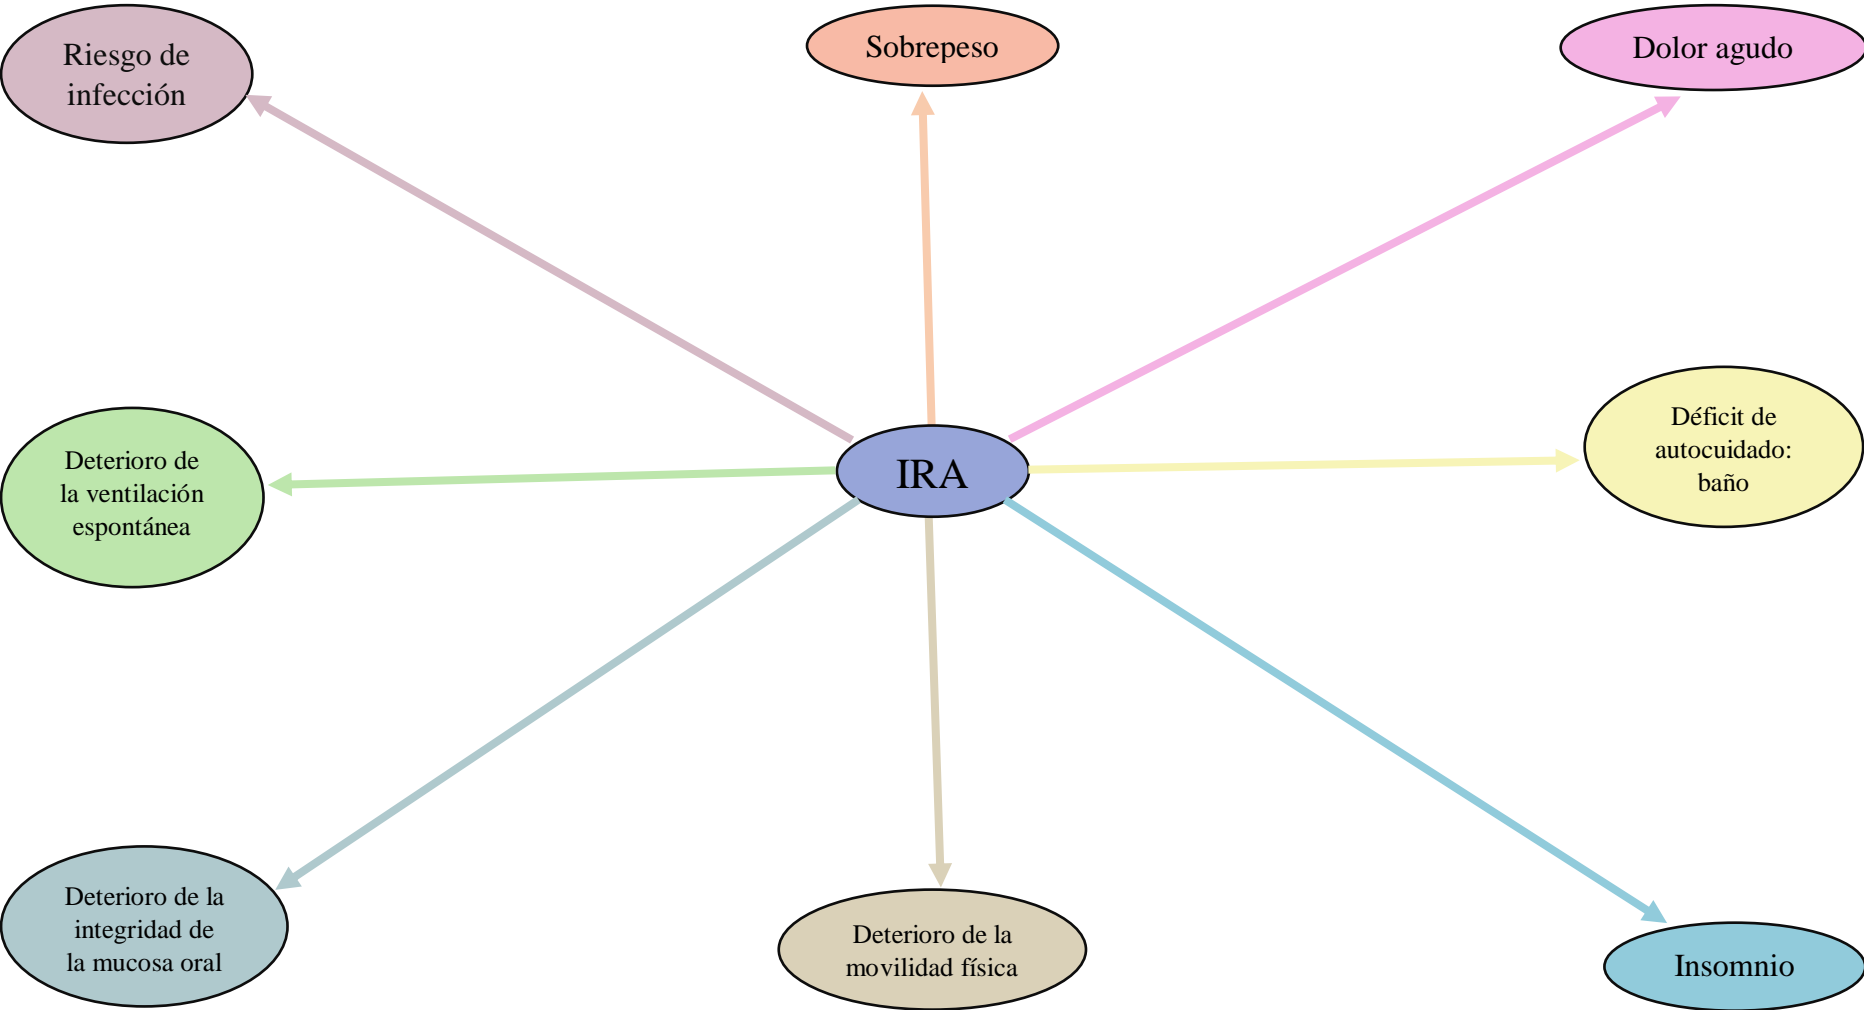 Riesgo de
infección
Sobrepeso
Dolor agudo
Deterioro de
la ventilación
espontánea
IRA
Déficit de
autocuidado:
baño
Deterioro de la
integridad de
la mucosa oral
Deterioro de la
movilidad física
Insomnio